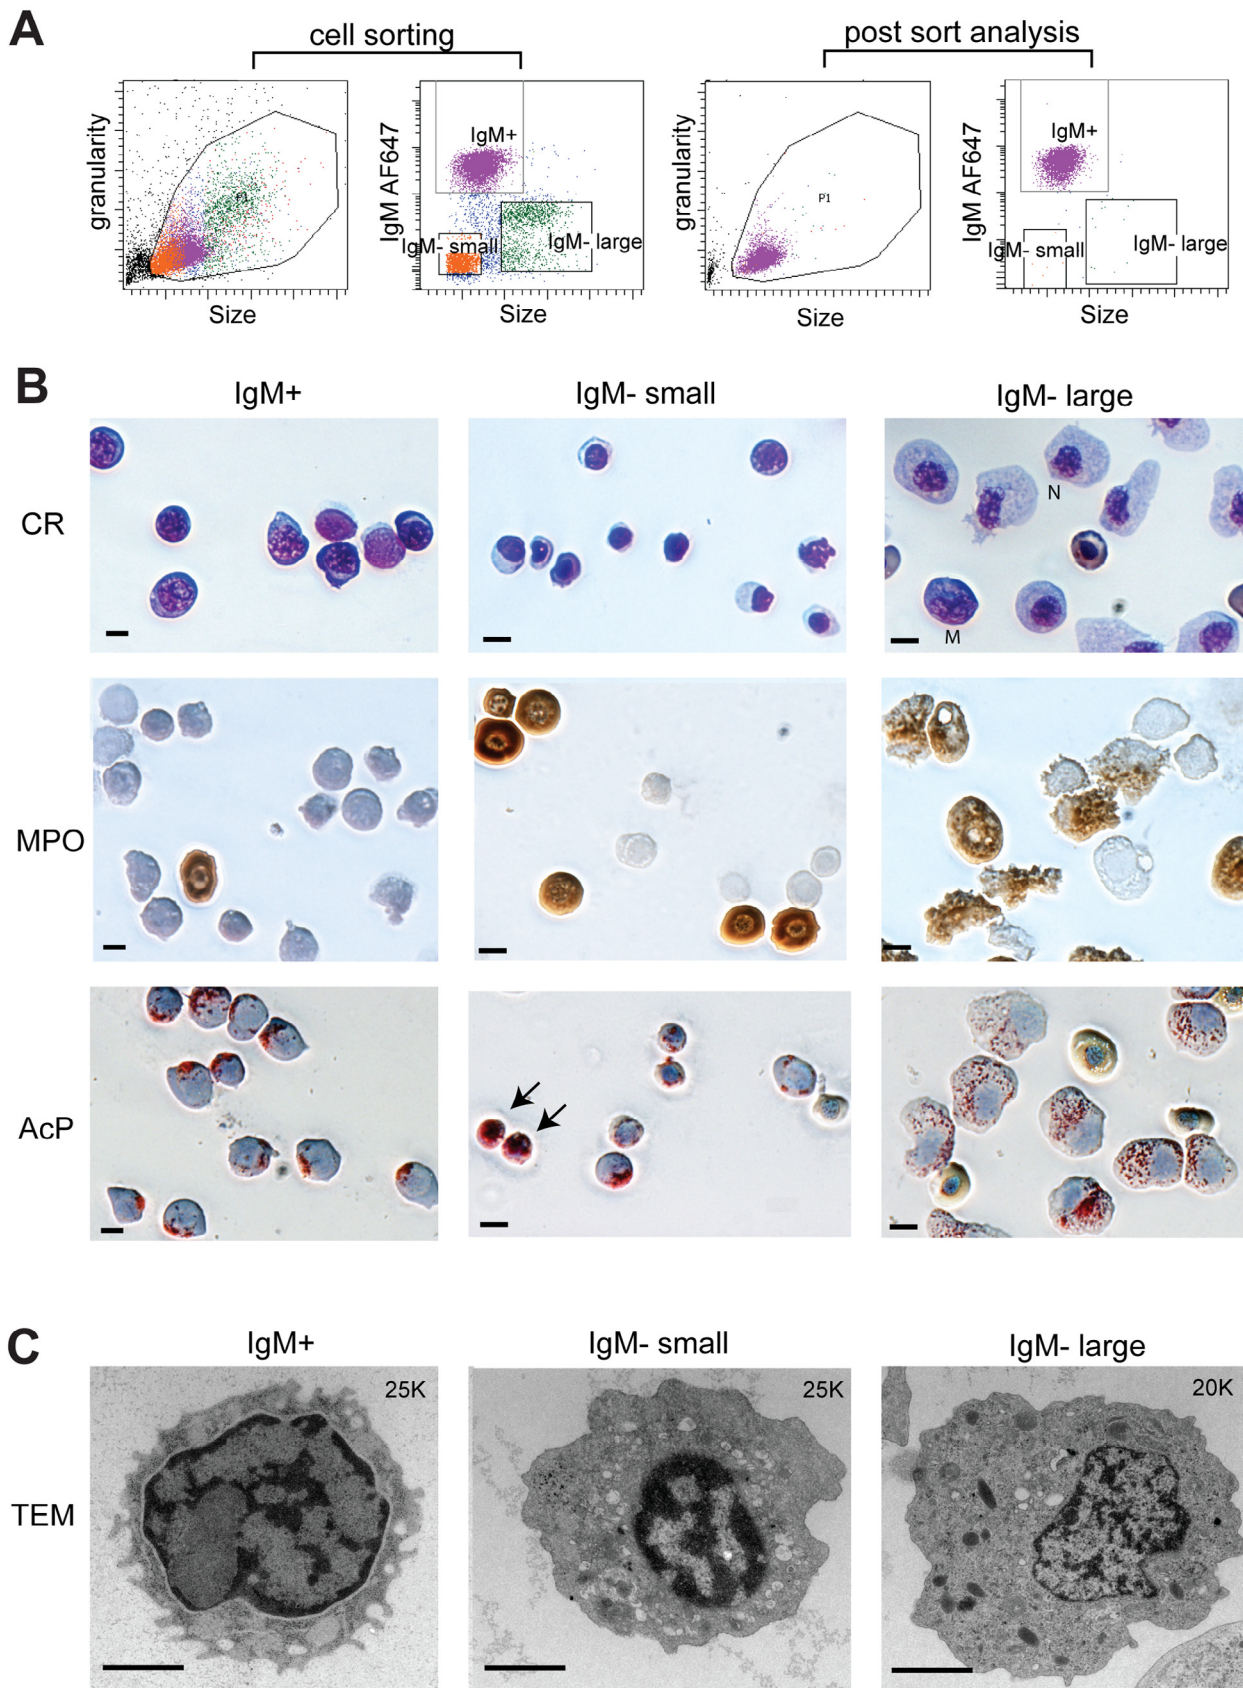 A
cell sorting
post sort analysis
granularity
P1
Size
IgM AF647
IgM+
IgM- small
IgM- large
Size
granularity
P1
Size
IgM AF647
IgM+
IgM- small
IgM- large
Size
B
IgM+
IgM- small
IgM- large
CR
N
M
MPO
AcP
C
IgM+
IgM- small
IgM- large
TEM
25K
25K
20K